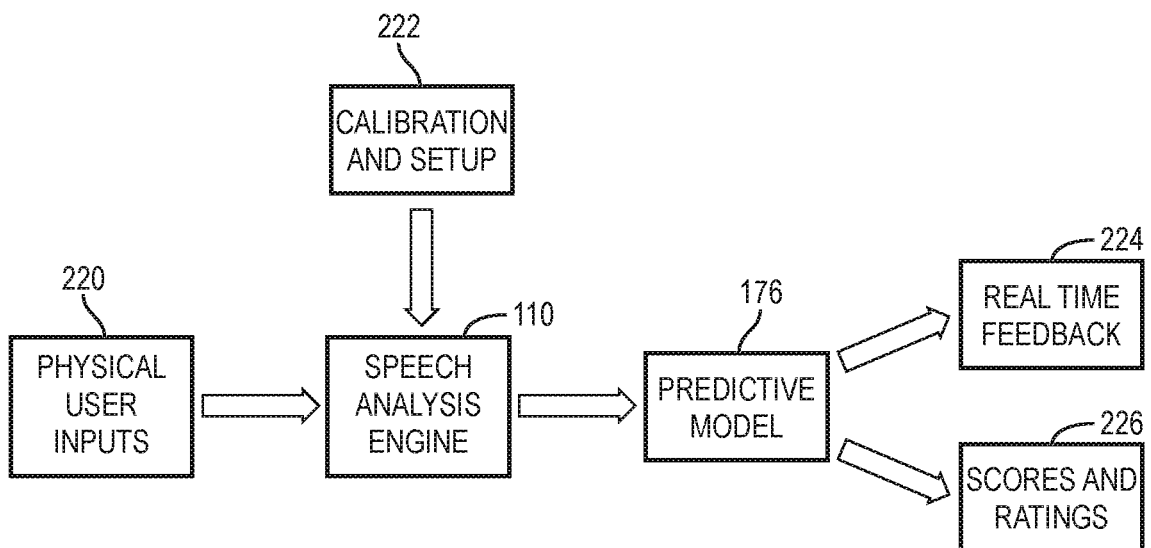 222
CALIBRATION
AND SETUP
220
PHYSICAL
USER
INPUTS
110
SPEECH
ANALYSIS
ENGINE
176
PREDICTIVE
MODEL
224
REAL TIME
FEEDBACK
226
SCORES AND
RATINGS